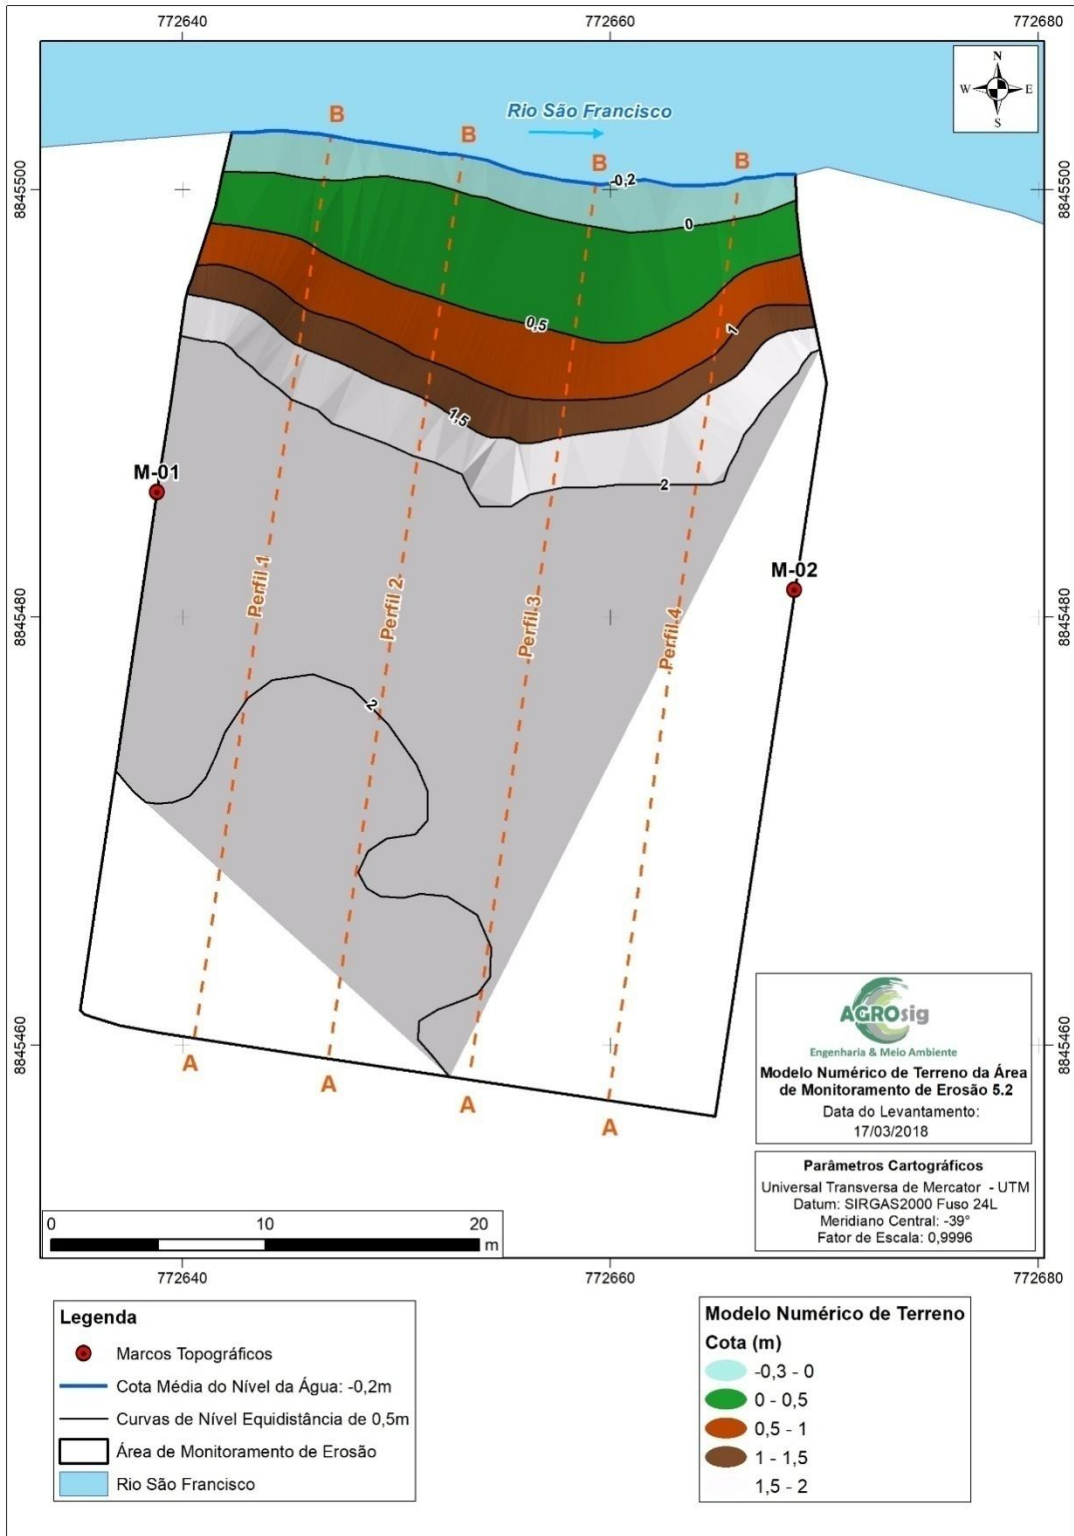 772640
772660
772680
N
W
E
S
Rio São Francisco
B
B
B
B
-0,2
8845500
8845500
0
0,5
1
1,5
2
M-01
M-02
8845480
8845480
Perfil 1
Perfil 2
Perfil 3
Perfil 4
2
8845460
8845460
A
A
A
A
AGROsig
Engenharia & Meio Ambiente
Modelo Numérico de Terreno da Área
de Monitoramento de Erosão 5.2
Data do Levantamento:
17/03/2018
Parâmetros Cartográficos
Universal Transversa de Mercator - UTM
Datum: SIRGAS2000 Fuso 24L
Meridiano Central: -39°
Fator de Escala: 0,9996
0
10
20
m
772640
772660
772680
Legenda
Marcos Topográficos
Cota Média do Nível da Água: -0,2m
Curvas de Nível Equidistância de 0,5m
Área de Monitoramento de Erosão
Rio São Francisco
Modelo Numérico de Terreno
Cota (m)
-0,3 - 0
0 - 0,5
0,5 - 1
1 - 1,5
1,5 - 2